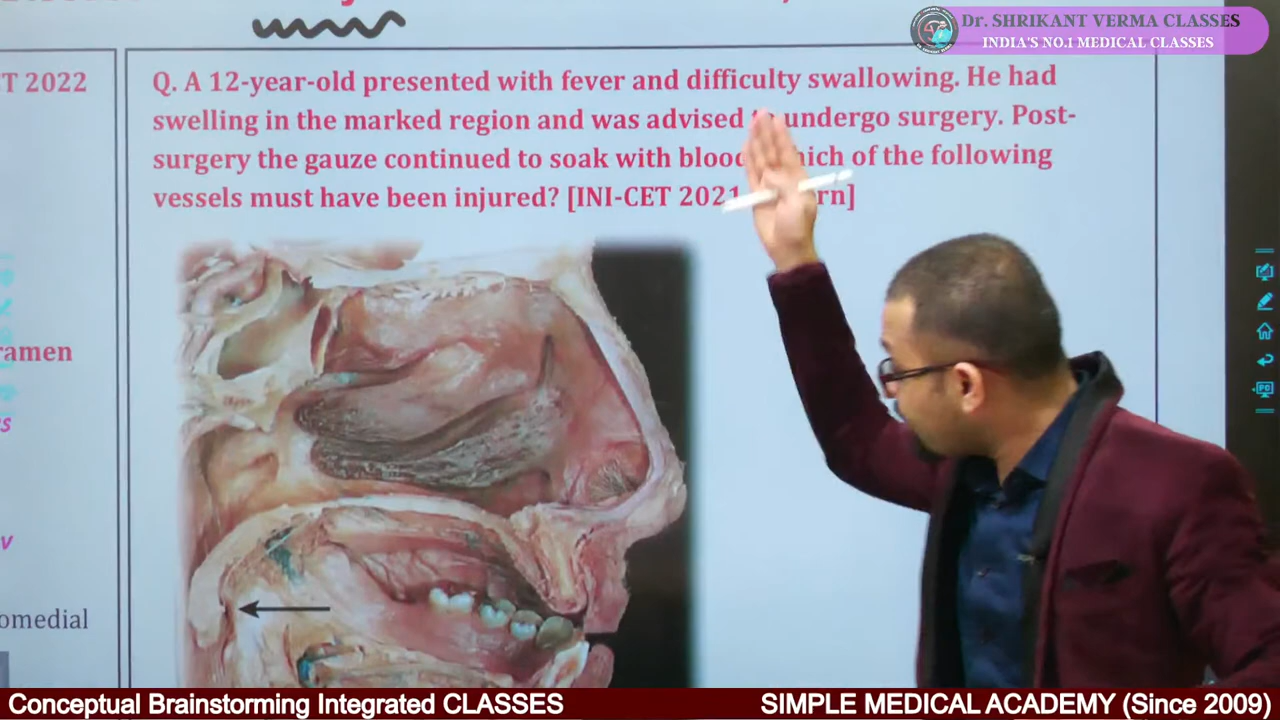 Dr. SHRIKANT VERMA CLASSES
INDIA'S NO.1 MEDICAL CLASSES
T 2022
Q. A 12-year-old presented with fever and difficulty swallowing. He had
swelling in the marked region and was advised to undergo surgery. Post-
surgery the gauze continued to soak with blood which of the following
vessels must have been injured? [INI-CET 2021
rn]
ramen
s
v
omedial
PC
Conceptual Brainstorming Integrated CLASSES
SIMPLE MEDICAL ACADEMY (Since 2009)